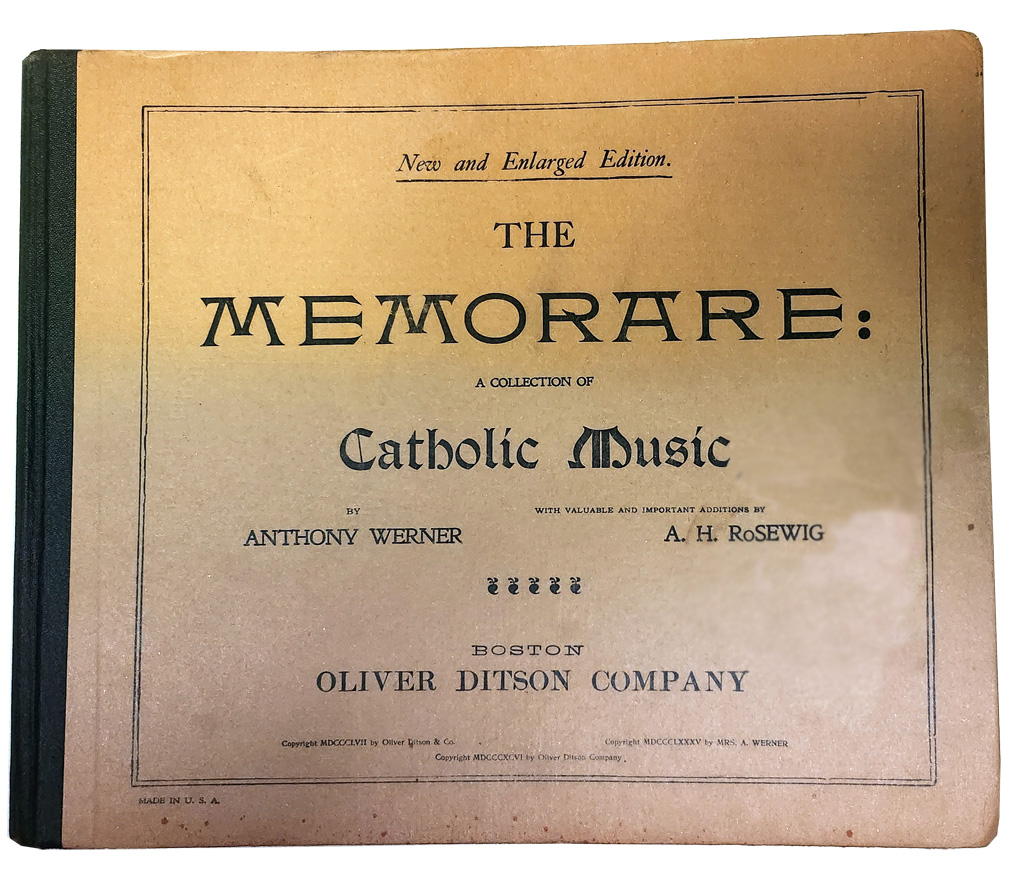 New and Enlarged Edition.
THE
MEMORARE:
A COLLECTION OF
Catholic Music
BY
ANTHONY WERNER
WITH VALUABLE AND IMPORTANT ADDITIONS BY
A. H. RoSEWIG
BOSTON
OLIVER DITSON COMPANY
Copyright MDCCCLVII by Oliver Ditson & Co.
Copyright MDCCCLXXXV by MRS. A. WERNER
Copyright MDCCCXCVI by Oliver Ditson Company.
MADE IN U. S. A.